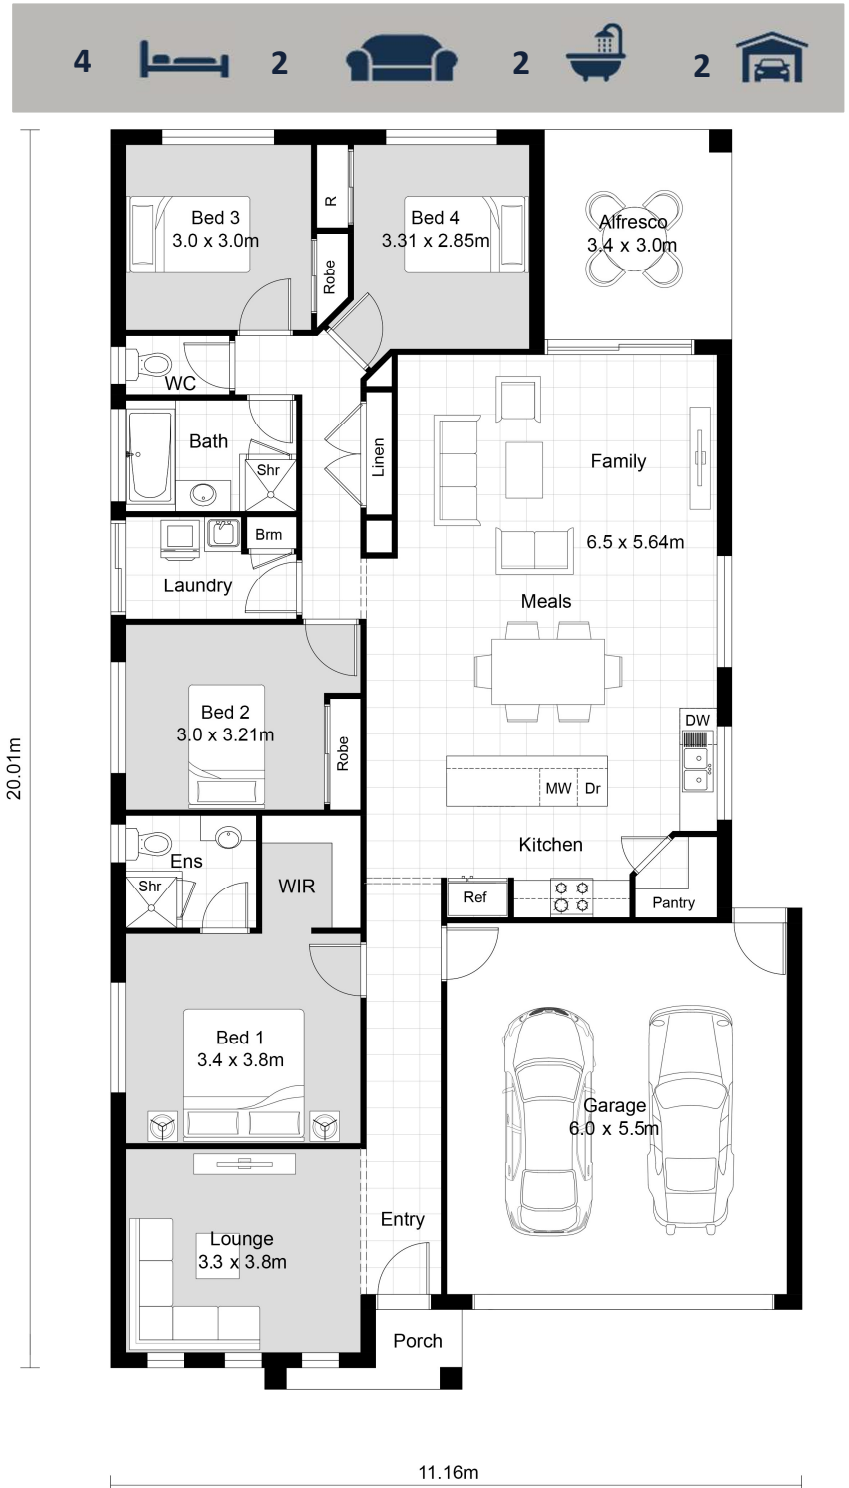 4 2 2 2
Bed 3
3.0 x 3.0m
R
Robe
Bed 4
3.31 x 2.85m
Alfresco
3.4 x 3.0m
WC
Bath
Shr
Linen
Family
6.5 x 5.64m
Brm
Laundry
Meals
Bed 2
3.0 x 3.21m
Robe
DW
MW Dr
20.01m
Kitchen
Ens
Shr
WIR
Ref
Pantry
Bed 1
3.4 x 3.8m
Garage
6.0 x 5.5m
Entry
Lounge
3.3 x 3.8m
Porch
11.16m